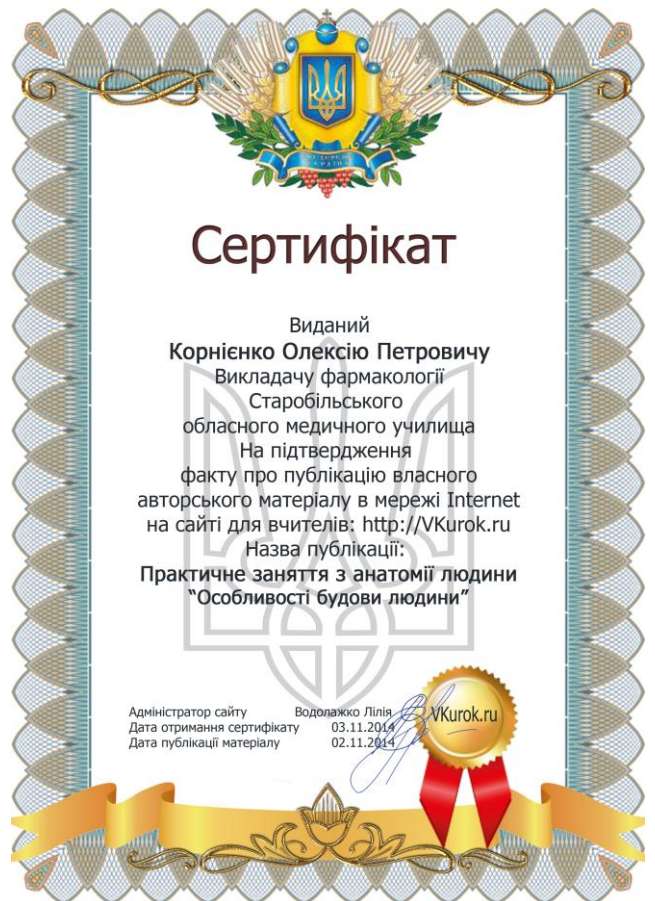 Сертифікат
Виданий
Корнієнко Олексію Петровичу
Викладачу фармакології
Старобільського
обласного медичного училища
На підтвердження
факту про публікацію власного
авторського матеріалу в мережі Internet
на сайті для вчителів: http://VKurok.ru
Назва публікації:
Практичне заняття з анатомії людини
“Особливості будови людини”
Адміністратор сайту Водолажко Лілія
Дата отримання сертифікату 03.11.2014
Дата публікації матеріалу 02.11.2014
VKurok.ru